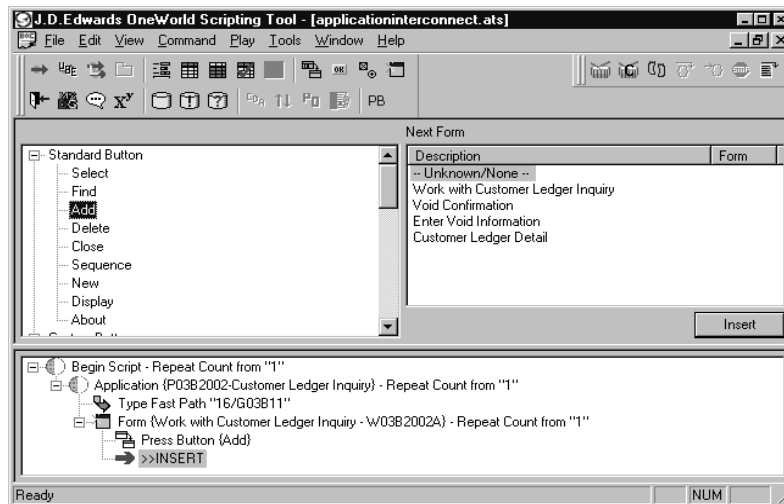 J.D.Edwards OneWorld Scripting Tool - [applicationinterconnect.ats]
File Edit View Command Play Tools Window Help
UBE
OK
Xʸ PB
Next Form
Standard Button
Select
Find
Add
Delete
Close
Sequence
New
Display
About
Description Form
-- Unknown/None --
Work with Customer Ledger Inquiry
Void Confirmation
Enter Void Information
Customer Ledger Detail
Insert
Begin Script - Repeat Count from "1"
Application {P03B2002-Customer Ledger Inquiry} - Repeat Count from "1"
Type Fast Path "16/G03B11"
Form {Work with Customer Ledger Inquiry - W03B2002A} - Repeat Count from "1"
Press Button {Add}
>>INSERT
Ready NUM